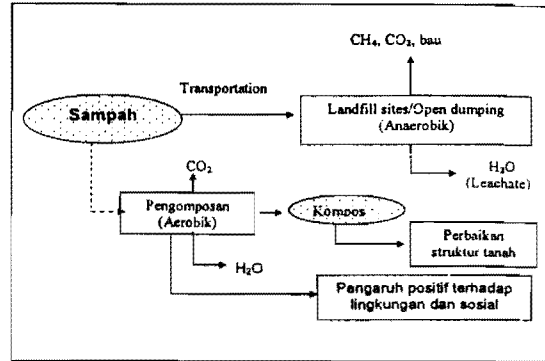 CH₄, CO₂, bau
Transportation
Sampah
Landfill sites/Open dumping
(Anaerobik)
CO₂
H₂O
(Leachate)
Pengomposan
(Aerobik)
Kompos
Perbaikan
struktur tanah
H₂O
Pengaruh positif terhadap
lingkungan dan sosial